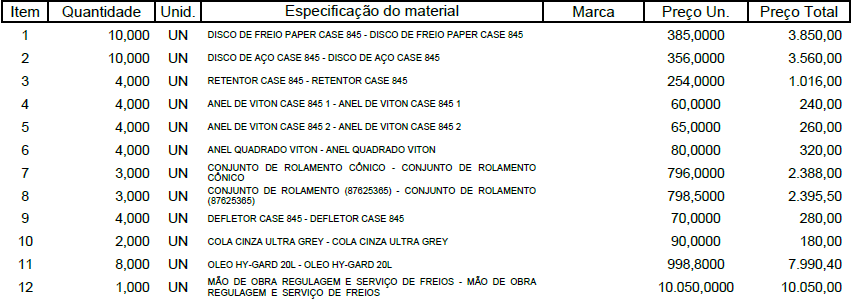 Item Quantidade Unid. Especificação do material Marca Preço Un. Preço Total
1 10,000 UN DISCO DE FREIO PAPER CASE 845 - DISCO DE FREIO PAPER CASE 845 385,0000 3.850,00
2 10,000 UN DISCO DE AÇO CASE 845 - DISCO DE AÇO CASE 845 356,0000 3.560,00
3 4,000 UN RETENTOR CASE 845 - RETENTOR CASE 845 254,0000 1.016,00
4 4,000 UN ANEL DE VITON CASE 845 1 - ANEL DE VITON CASE 845 1 60,0000 240,00
5 4,000 UN ANEL DE VITON CASE 845 2 - ANEL DE VITON CASE 845 2 65,0000 260,00
6 4,000 UN ANEL QUADRADO VITON - ANEL QUADRADO VITON 80,0000 320,00
7 3,000 UN CONJUNTO DE ROLAMENTO CÔNICO - CONJUNTO DE ROLAMENTO 796,0000 2.388,00
CÔNICO
8 3,000 UN CONJUNTO DE ROLAMENTO (87625365) - CONJUNTO DE ROLAMENTO 798,5000 2.395,50
(87625365)
9 4,000 UN DEFLETOR CASE 845 - DEFLETOR CASE 845 70,0000 280,00
10 2,000 UN COLA CINZA ULTRA GREY - COLA CINZA ULTRA GREY 90,0000 180,00
11 8,000 UN OLEO HY-GARD 20L - OLEO HY-GARD 20L 998,8000 7.990,40
12 1,000 UN MÃO DE OBRA REGULAGEM E SERVIÇO DE FREIOS - MÃO DE OBRA 10.050,0000 10.050,00
REGULAGEM E SERVIÇO DE FREIOS